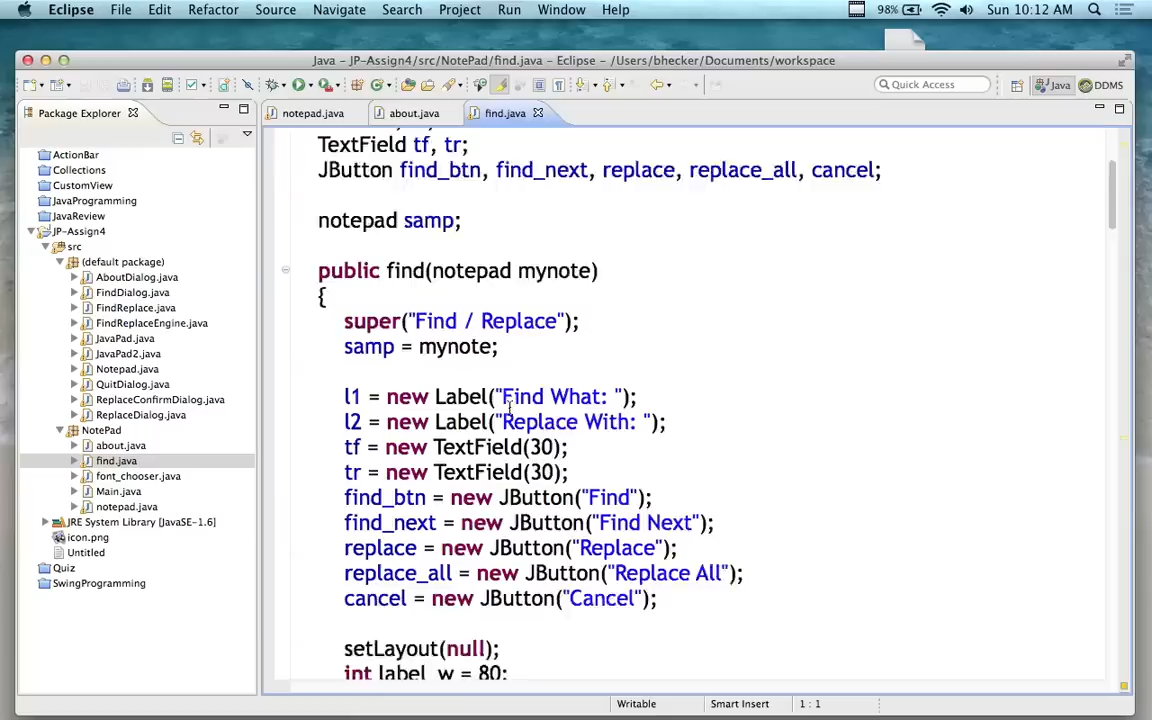 Eclipse File Edit Refactor Source Navigate Search Project Run Window Help 98% Sun 10:12 AM
Java - JP-Assign4/src/NotePad/find.java - Eclipse - /Users/bhecker/Documents/workspace
Quick Access Java DDMS
Package Explorer
notepad.java about.java find.java
ActionBar
Collections
CustomView
JavaProgramming
JavaReview
JP-Assign4
src
(default package)
AboutDialog.java
FindDialog.java
FindReplace.java
FindReplaceEngine.java
JavaPad.java
JavaPad2.java
Notepad.java
QuitDialog.java
ReplaceConfirmDialog.java
ReplaceDialog.java
NotePad
about.java
find.java
font_chooser.java
Main.java
notepad.java
JRE System Library [JavaSE-1.6]
icon.png
Untitled
Quiz
SwingProgramming
TextField tf, tr;
JButton find_btn, find_next, replace, replace_all, cancel;
notepad samp;
public find(notepad mynote)
{
super("Find / Replace");
samp = mynote;
l1 = new Label("Find What: ");
l2 = new Label("Replace With: ");
tf = new TextField(30);
tr = new TextField(30);
find_btn = new JButton("Find");
find_next = new JButton("Find Next");
replace = new JButton("Replace");
replace_all = new JButton("Replace All");
cancel = new JButton("Cancel");
setLayout(null);
int label_w = 80;
Writable Smart Insert 1 : 1